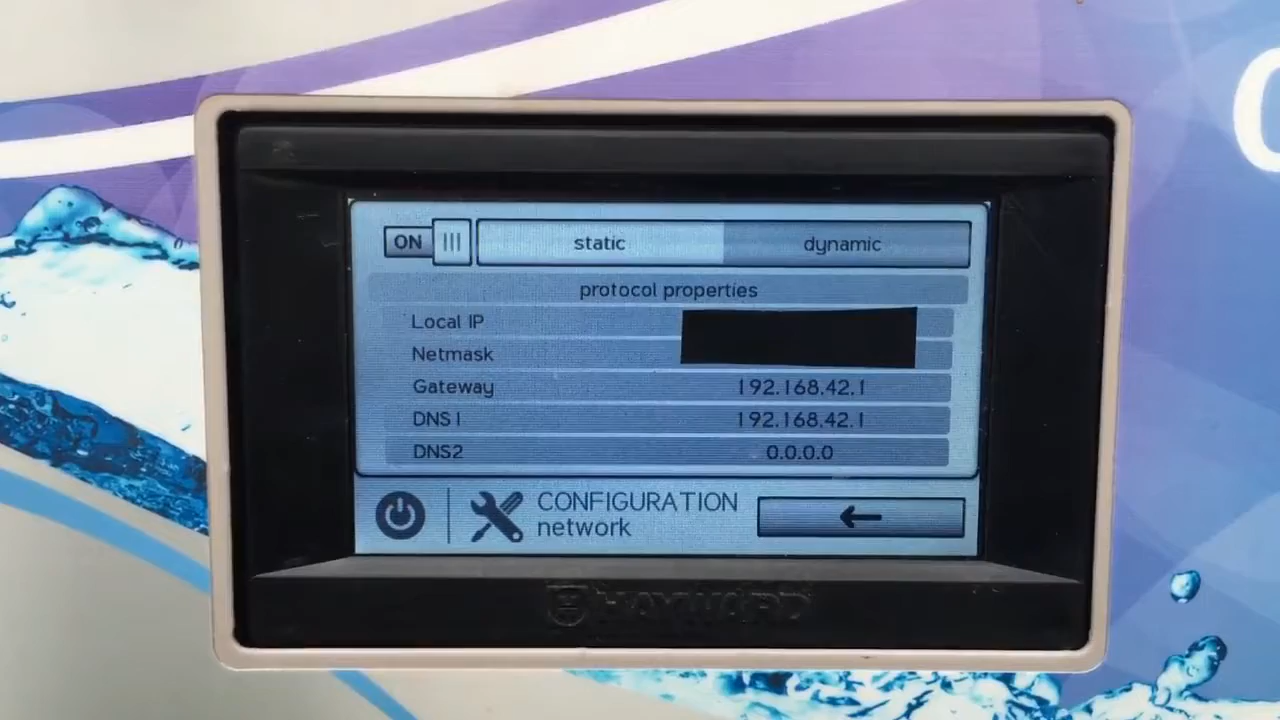 ON static dynamic
protocol properties
Local IP
Netmask
Gateway 192.168.42.1
DNS1 192.168.42.1
DNS2 0.0.0.0
CONFIGURATION
network
HAYWARD